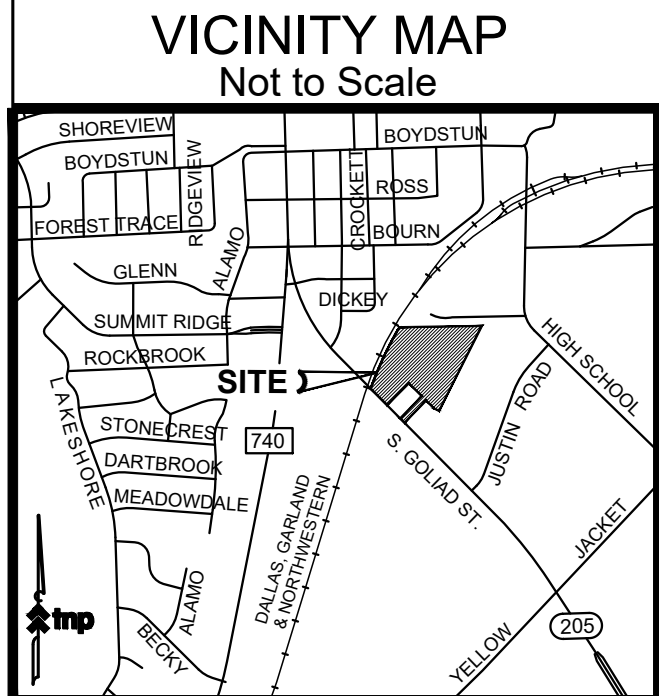 VICINITY MAP
Not to Scale
SHOREVIEW
BOYDSTUN
BOYDSTUN
RIDGEVIEW
CROCKETT
ROSS
FOREST TRACE
ALAMO
BOURN
GLENN
DICKEY
SUMMIT RIDGE
HIGH SCHOOL
ROCKBROOK
SITE
LAKESHORE
JUSTIN ROAD
STONECREST
740
S. GOLIAD ST.
DARTBROOK
MEADOWDALE
DALLAS, GARLAND
& NORTHWESTERN
JACKET
ALAMO
tnp
BECKY
YELLOW
205